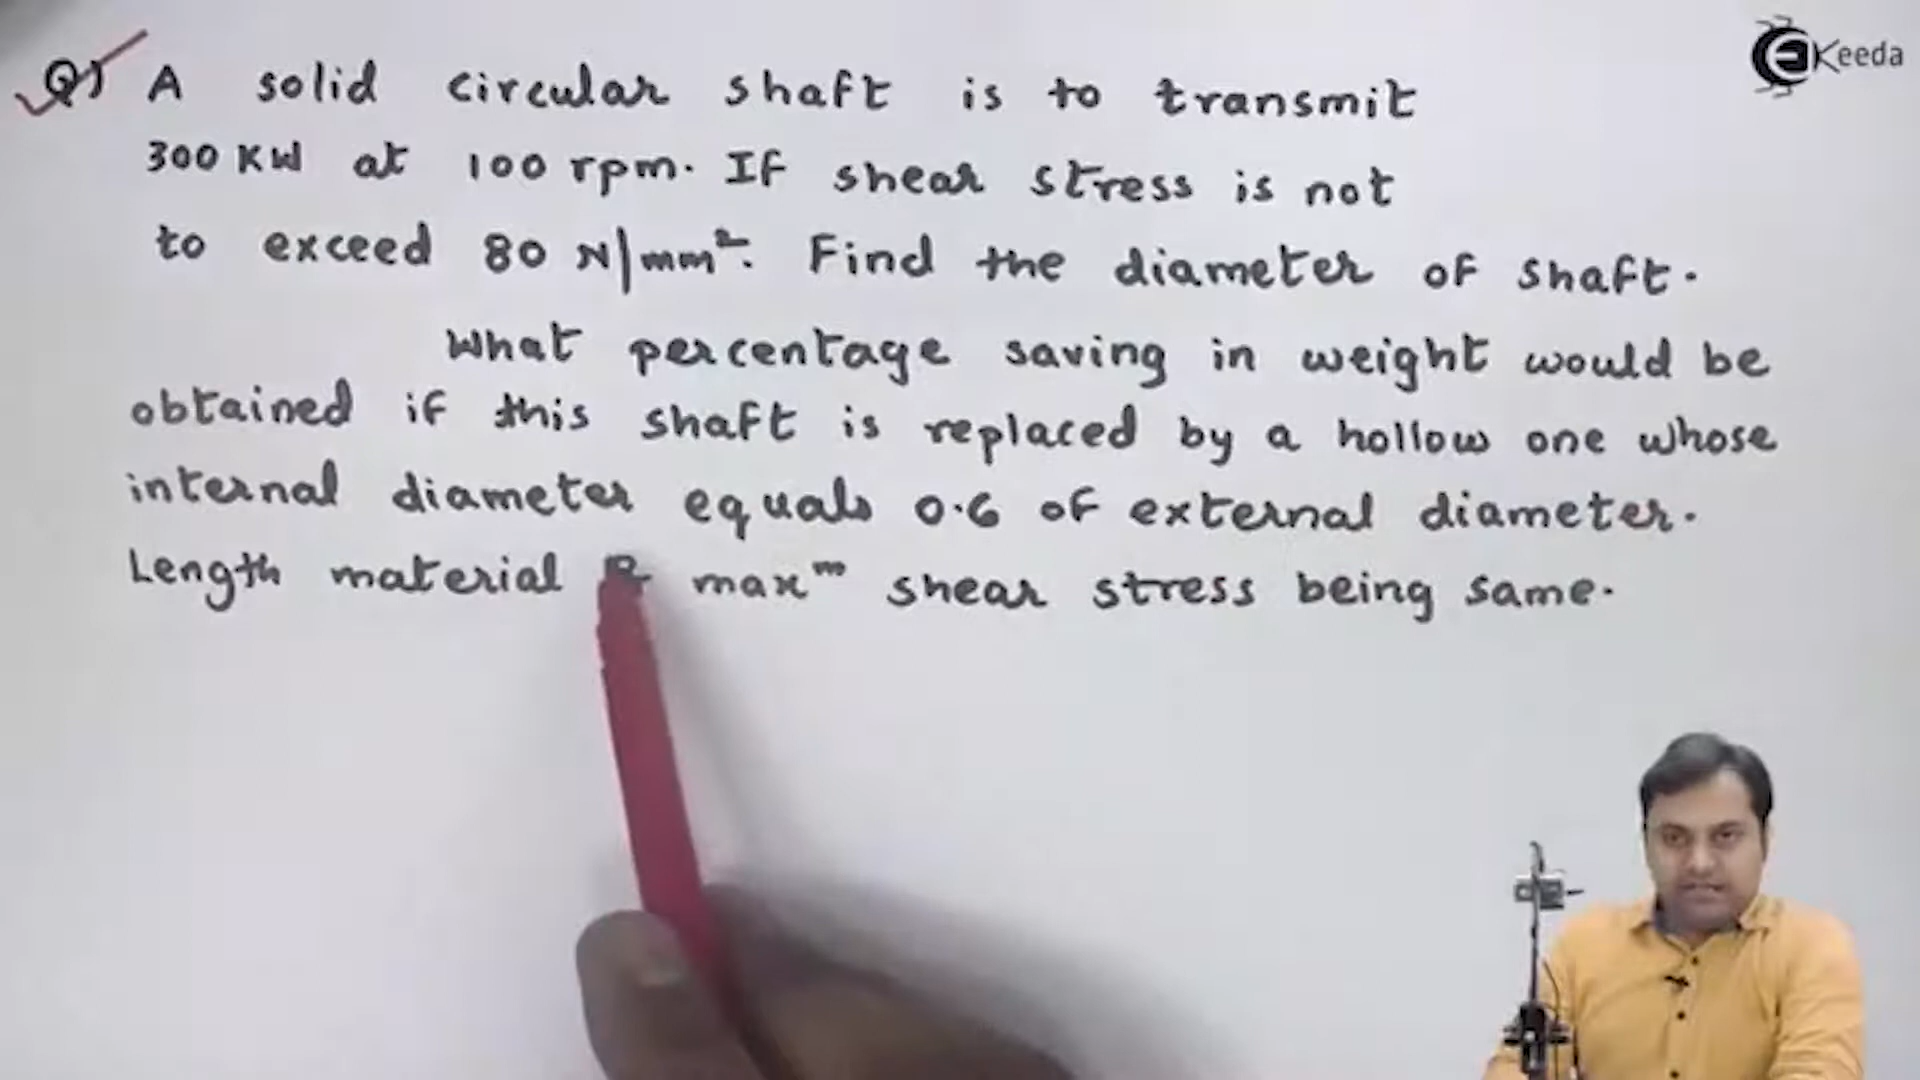 EKeeda
Q) A solid circular shaft is to transmit
300 KW at 100 rpm. If shear stress is not
to exceed 80 N/mm². Find the diameter of shaft.
What percentage saving in weight would be
obtained if this shaft is replaced by a hollow one whose
internal diameter equals 0.6 of external diameter.
Length material & maxᵐ shear stress being same.